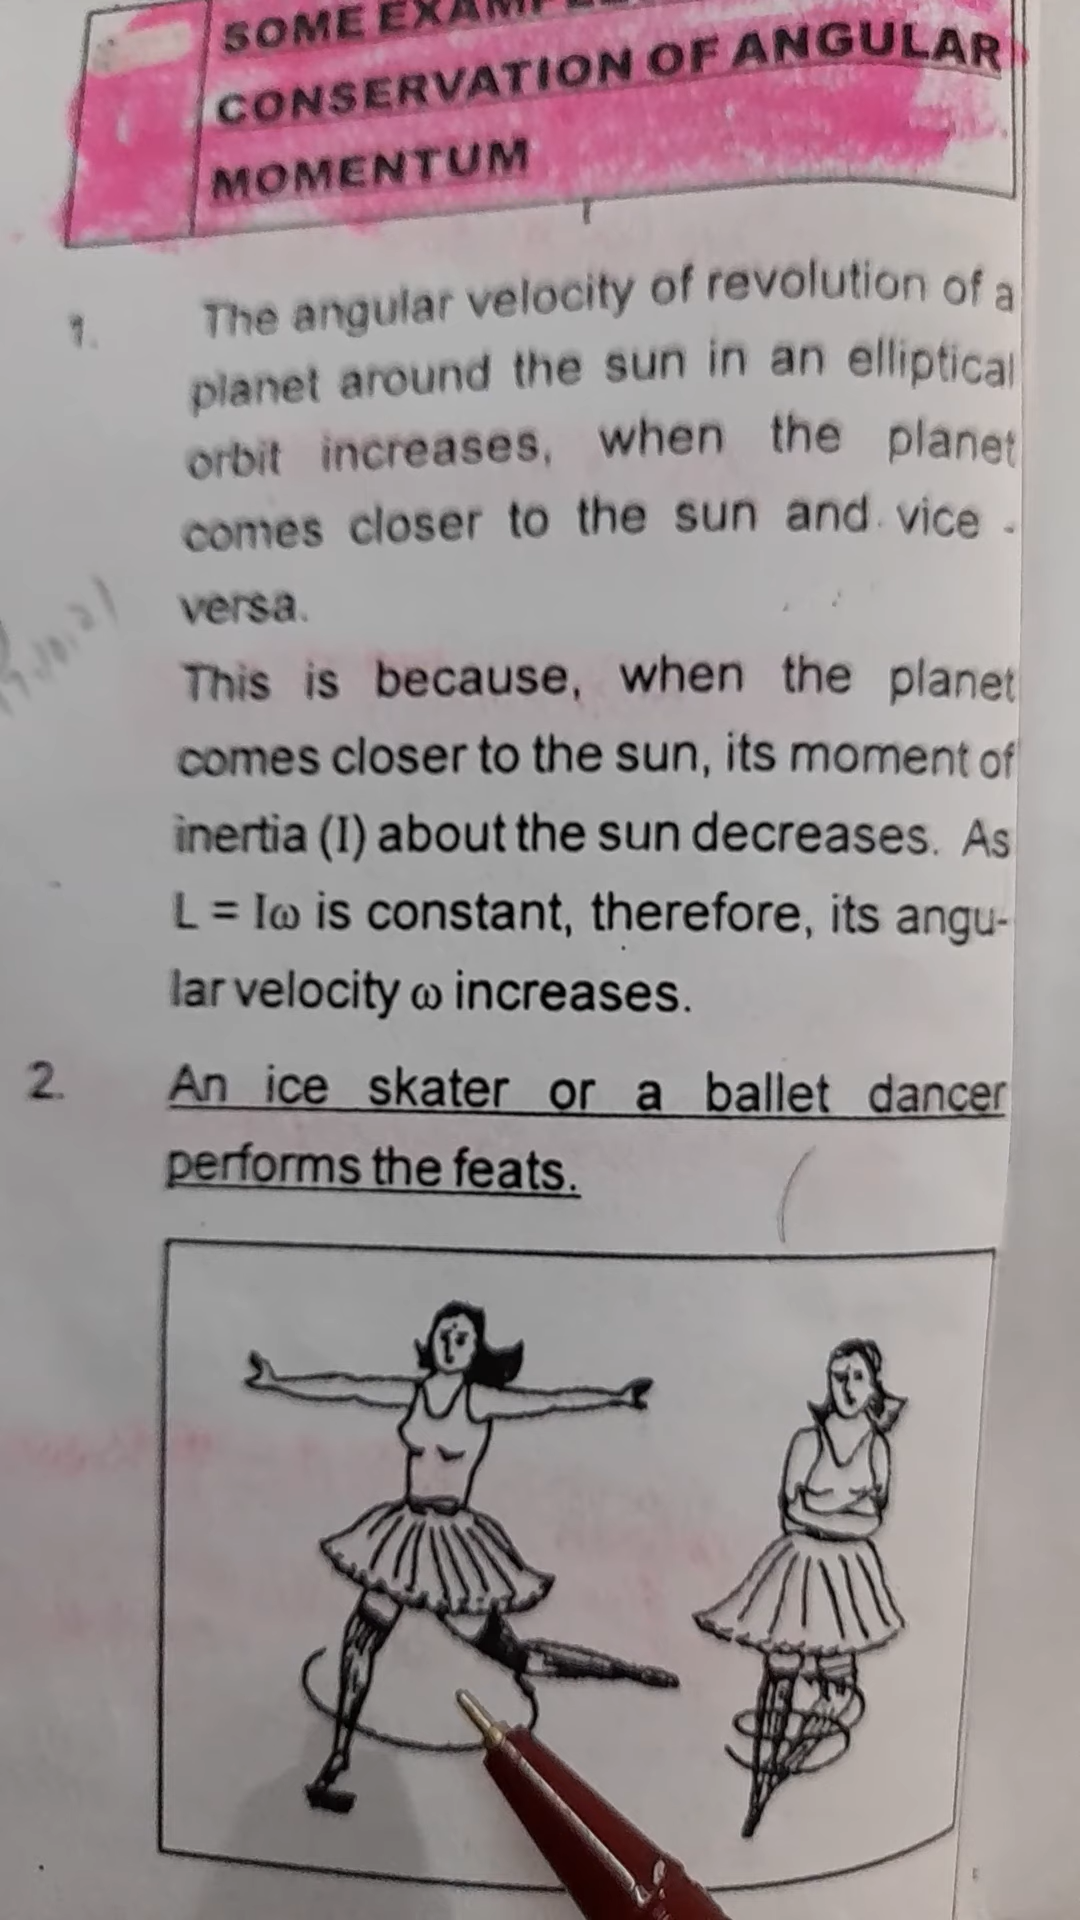 SOME EXAMPLE
CONSERVATION OF ANGULAR
MOMENTUM
1. The angular velocity of revolution of a
planet around the sun in an elliptical
orbit increases, when the planet
comes closer to the sun and vice -
versa.
This is because, when the planet
comes closer to the sun, its moment of
inertia (I) about the sun decreases. As
L = Iω is constant, therefore, its angu-
lar velocity ω increases.
2. An ice skater or a ballet dancer
performs the feats.